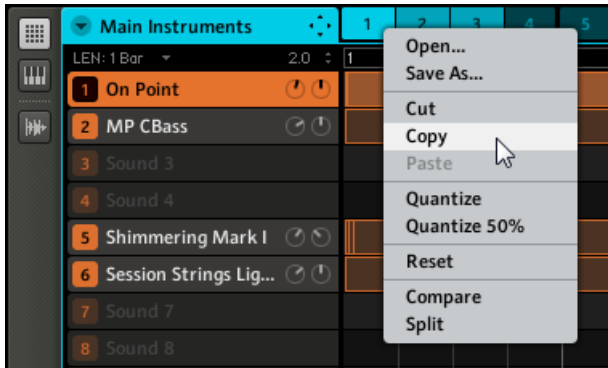 Main Instruments 1 2 3 4 5
LEN: 1 Bar 2.0 1
1 On Point
2 MP CBass
3 Sound 3
4 Sound 4
5 Shimmering Mark I
6 Session Strings Lig...
7 Sound 7
8 Sound 8
Open...
Save As...
Cut
Copy
Paste
Quantize
Quantize 50%
Reset
Compare
Split